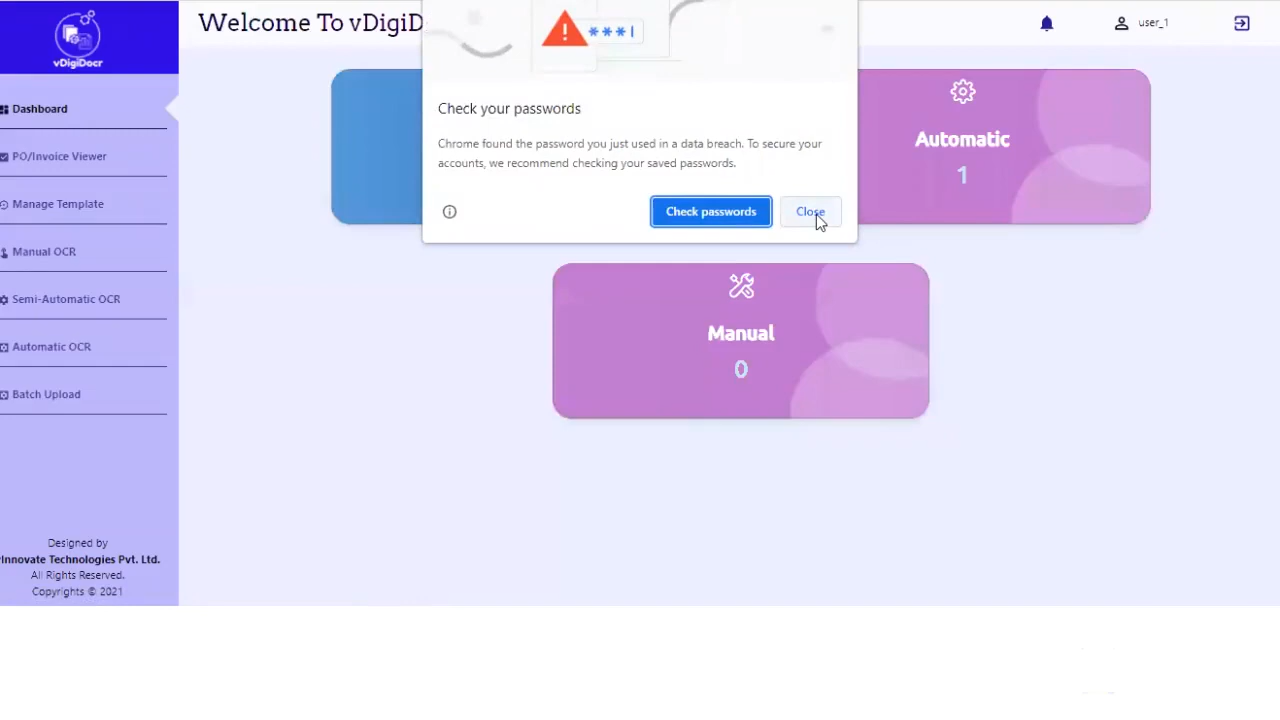 vDigiDocr
Welcome To vDigiD
***|
user_1
Dashboard
PO/Invoice Viewer
Manage Template
Manual OCR
Semi-Automatic OCR
Automatic OCR
Batch Upload
Check your passwords
Chrome found the password you just used in a data breach. To secure your
accounts, we recommend checking your saved passwords.
Check passwords
Close
Automatic
1
Manual
0
Designed by
Innovate Technologies Pvt. Ltd.
All Rights Reserved.
Copyrights © 2021